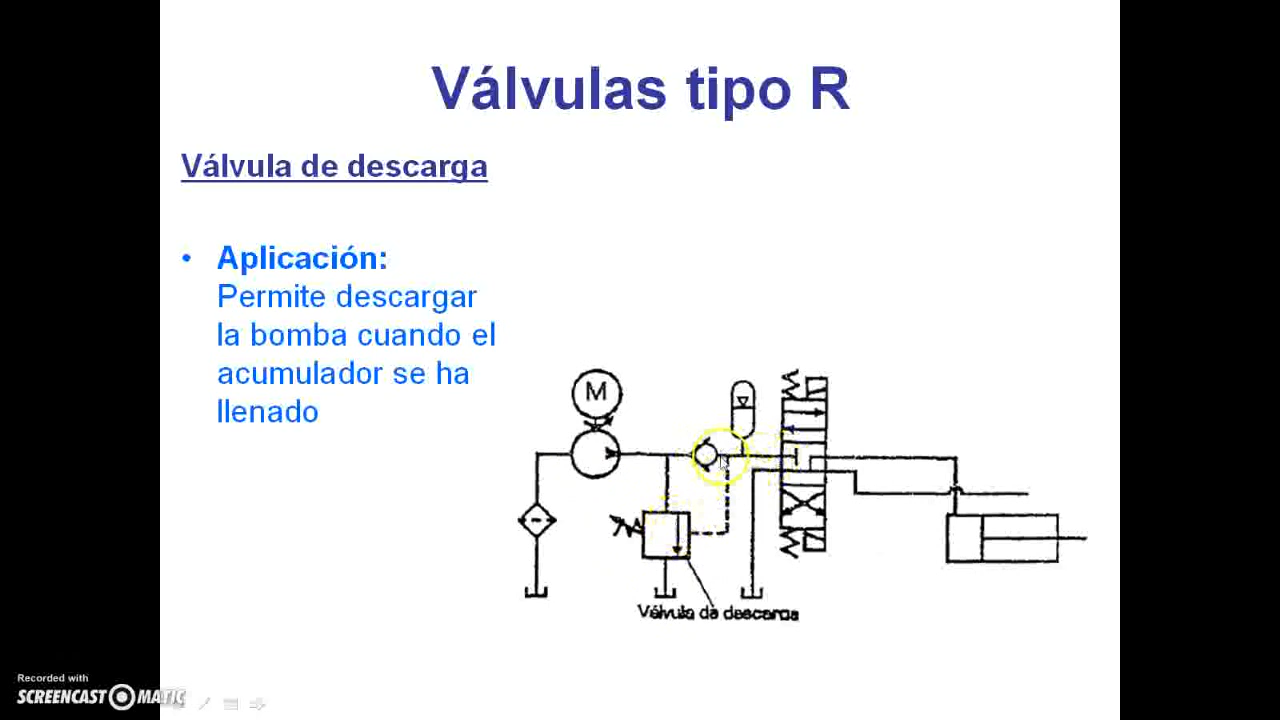 Válvulas tipo R
Válvula de descarga
• Aplicación:
Permite descargar
la bomba cuando el
acumulador se ha
llenado
M
Válvula de descarga
Recorded with
SCREENCAST MATIC